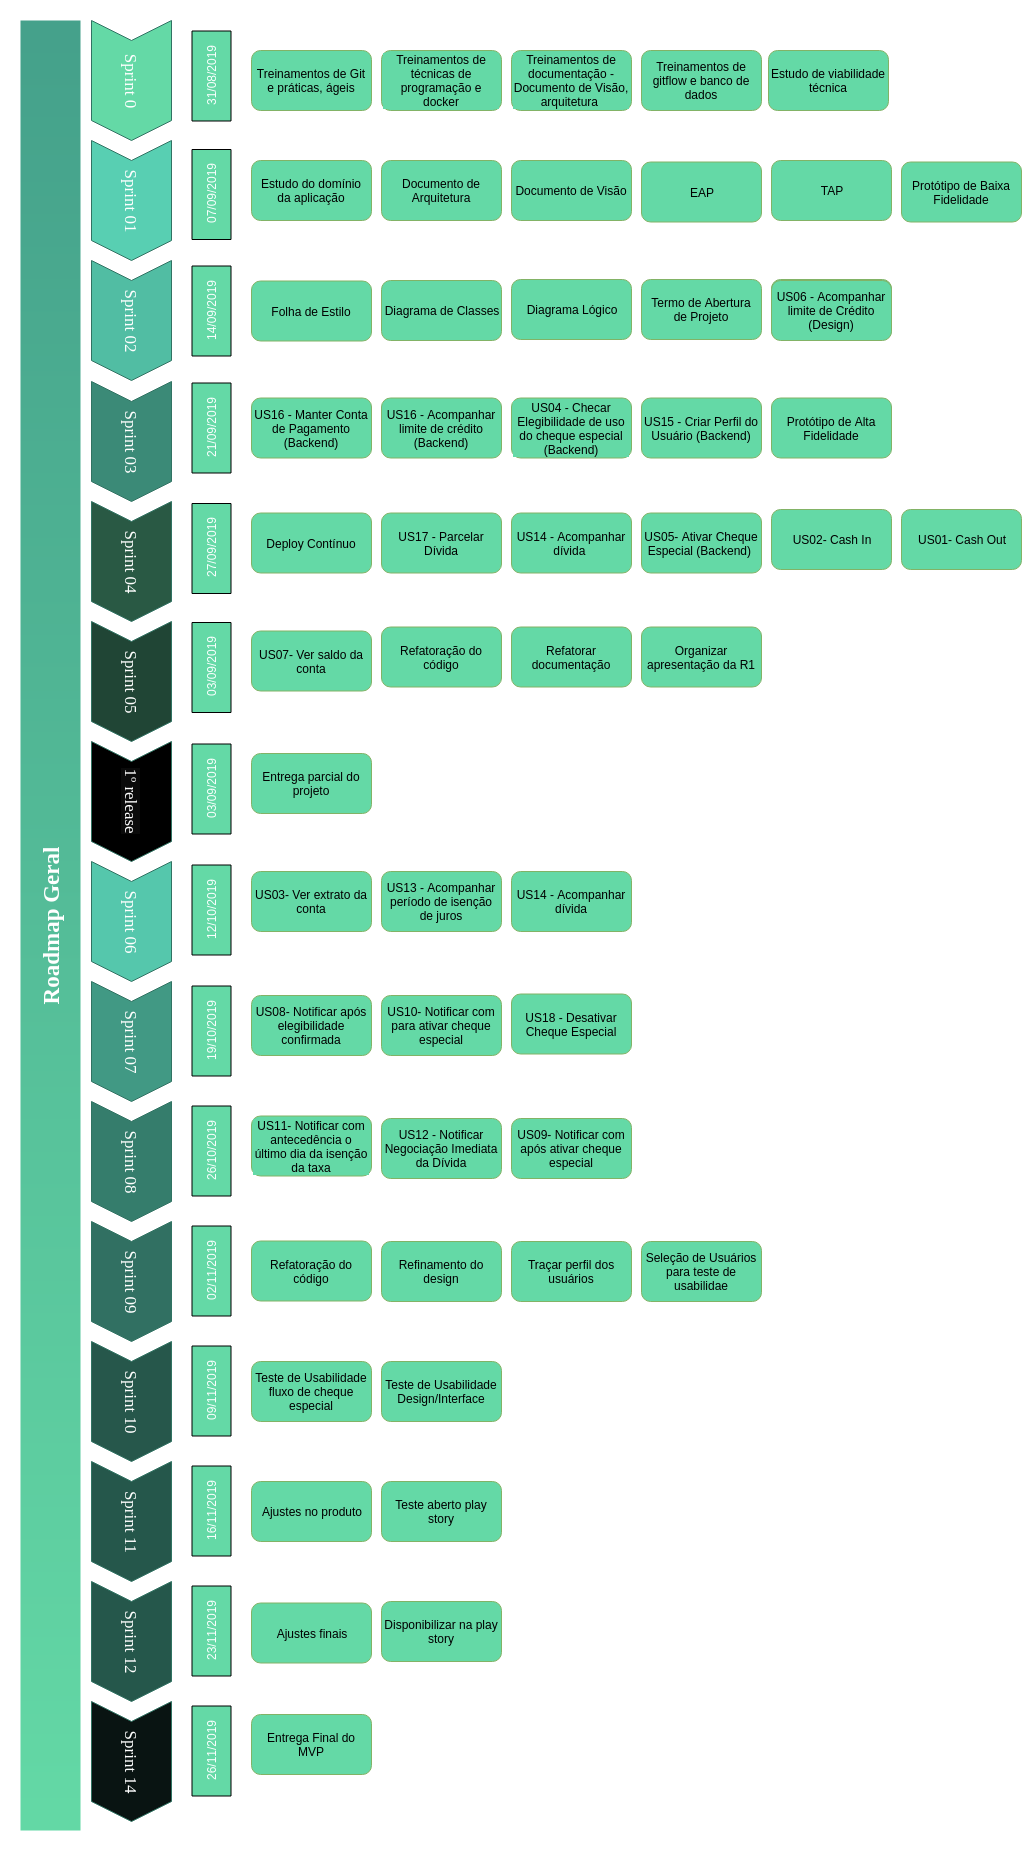 Roadmap Geral
Sprint 0
31/08/2019
Treinamentos de Git
e práticas, ágeis
Treinamentos de
técnicas de
programação e
docker
Treinamentos de
documentação -
Documento de Visão,
arquitetura
Treinamentos de
gitflow e banco de
dados
Estudo de viabilidade
técnica
Sprint 01
07/09/2019
Estudo do domínio
da aplicação
Documento de
Arquitetura
Documento de Visão
EAP
TAP
Protótipo de Baixa
Fidelidade
Sprint 02
14/09/2019
Folha de Estilo
Diagrama de Classes
Diagrama Lógico
Termo de Abertura
de Projeto
US06 - Acompanhar
limite de Crédito
(Design)
Sprint 03
21/09/2019
US16 - Manter Conta
de Pagamento
(Backend)
US16 - Acompanhar
limite de crédito
(Backend)
US04 - Checar
Elegibilidade de uso
do cheque especial
(Backend)
US15 - Criar Perfil do
Usuário (Backend)
Protótipo de Alta
Fidelidade
Sprint 04
27/09/2019
Deploy Contínuo
US17 - Parcelar
Dívida
US14 - Acompanhar
dívida
US05- Ativar Cheque
Especial (Backend)
US02- Cash In
US01- Cash Out
Sprint 05
03/09/2019
US07- Ver saldo da
conta
Refatoração do
código
Refatorar
documentação
Organizar
apresentação da R1
1º release
03/09/2019
Entrega parcial do
projeto
Sprint 06
12/10/2019
US03- Ver extrato da
conta
US13 - Acompanhar
período de isenção
de juros
US14 - Acompanhar
dívida
Sprint 07
19/10/2019
US08- Notificar após
elegibilidade
confirmada
US10- Notificar com
para ativar cheque
especial
US18 - Desativar
Cheque Especial
Sprint 08
26/10/2019
US11- Notificar com
antecedência o
último dia da isenção
da taxa
US12 - Notificar
Negociação Imediata
da Dívida
US09- Notificar com
após ativar cheque
especial
Sprint 09
02/11/2019
Refatoração do
código
Refinamento do
design
Traçar perfil dos
usuários
Seleção de Usuários
para teste de
usabilidae
Sprint 10
09/11/2019
Teste de Usabilidade
fluxo de cheque
especial
Teste de Usabilidade
Design/Interface
Sprint 11
16/11/2019
Ajustes no produto
Teste aberto play
story
Sprint 12
23/11/2019
Ajustes finais
Disponibilizar na play
story
Sprint 14
26/11/2019
Entrega Final do
MVP